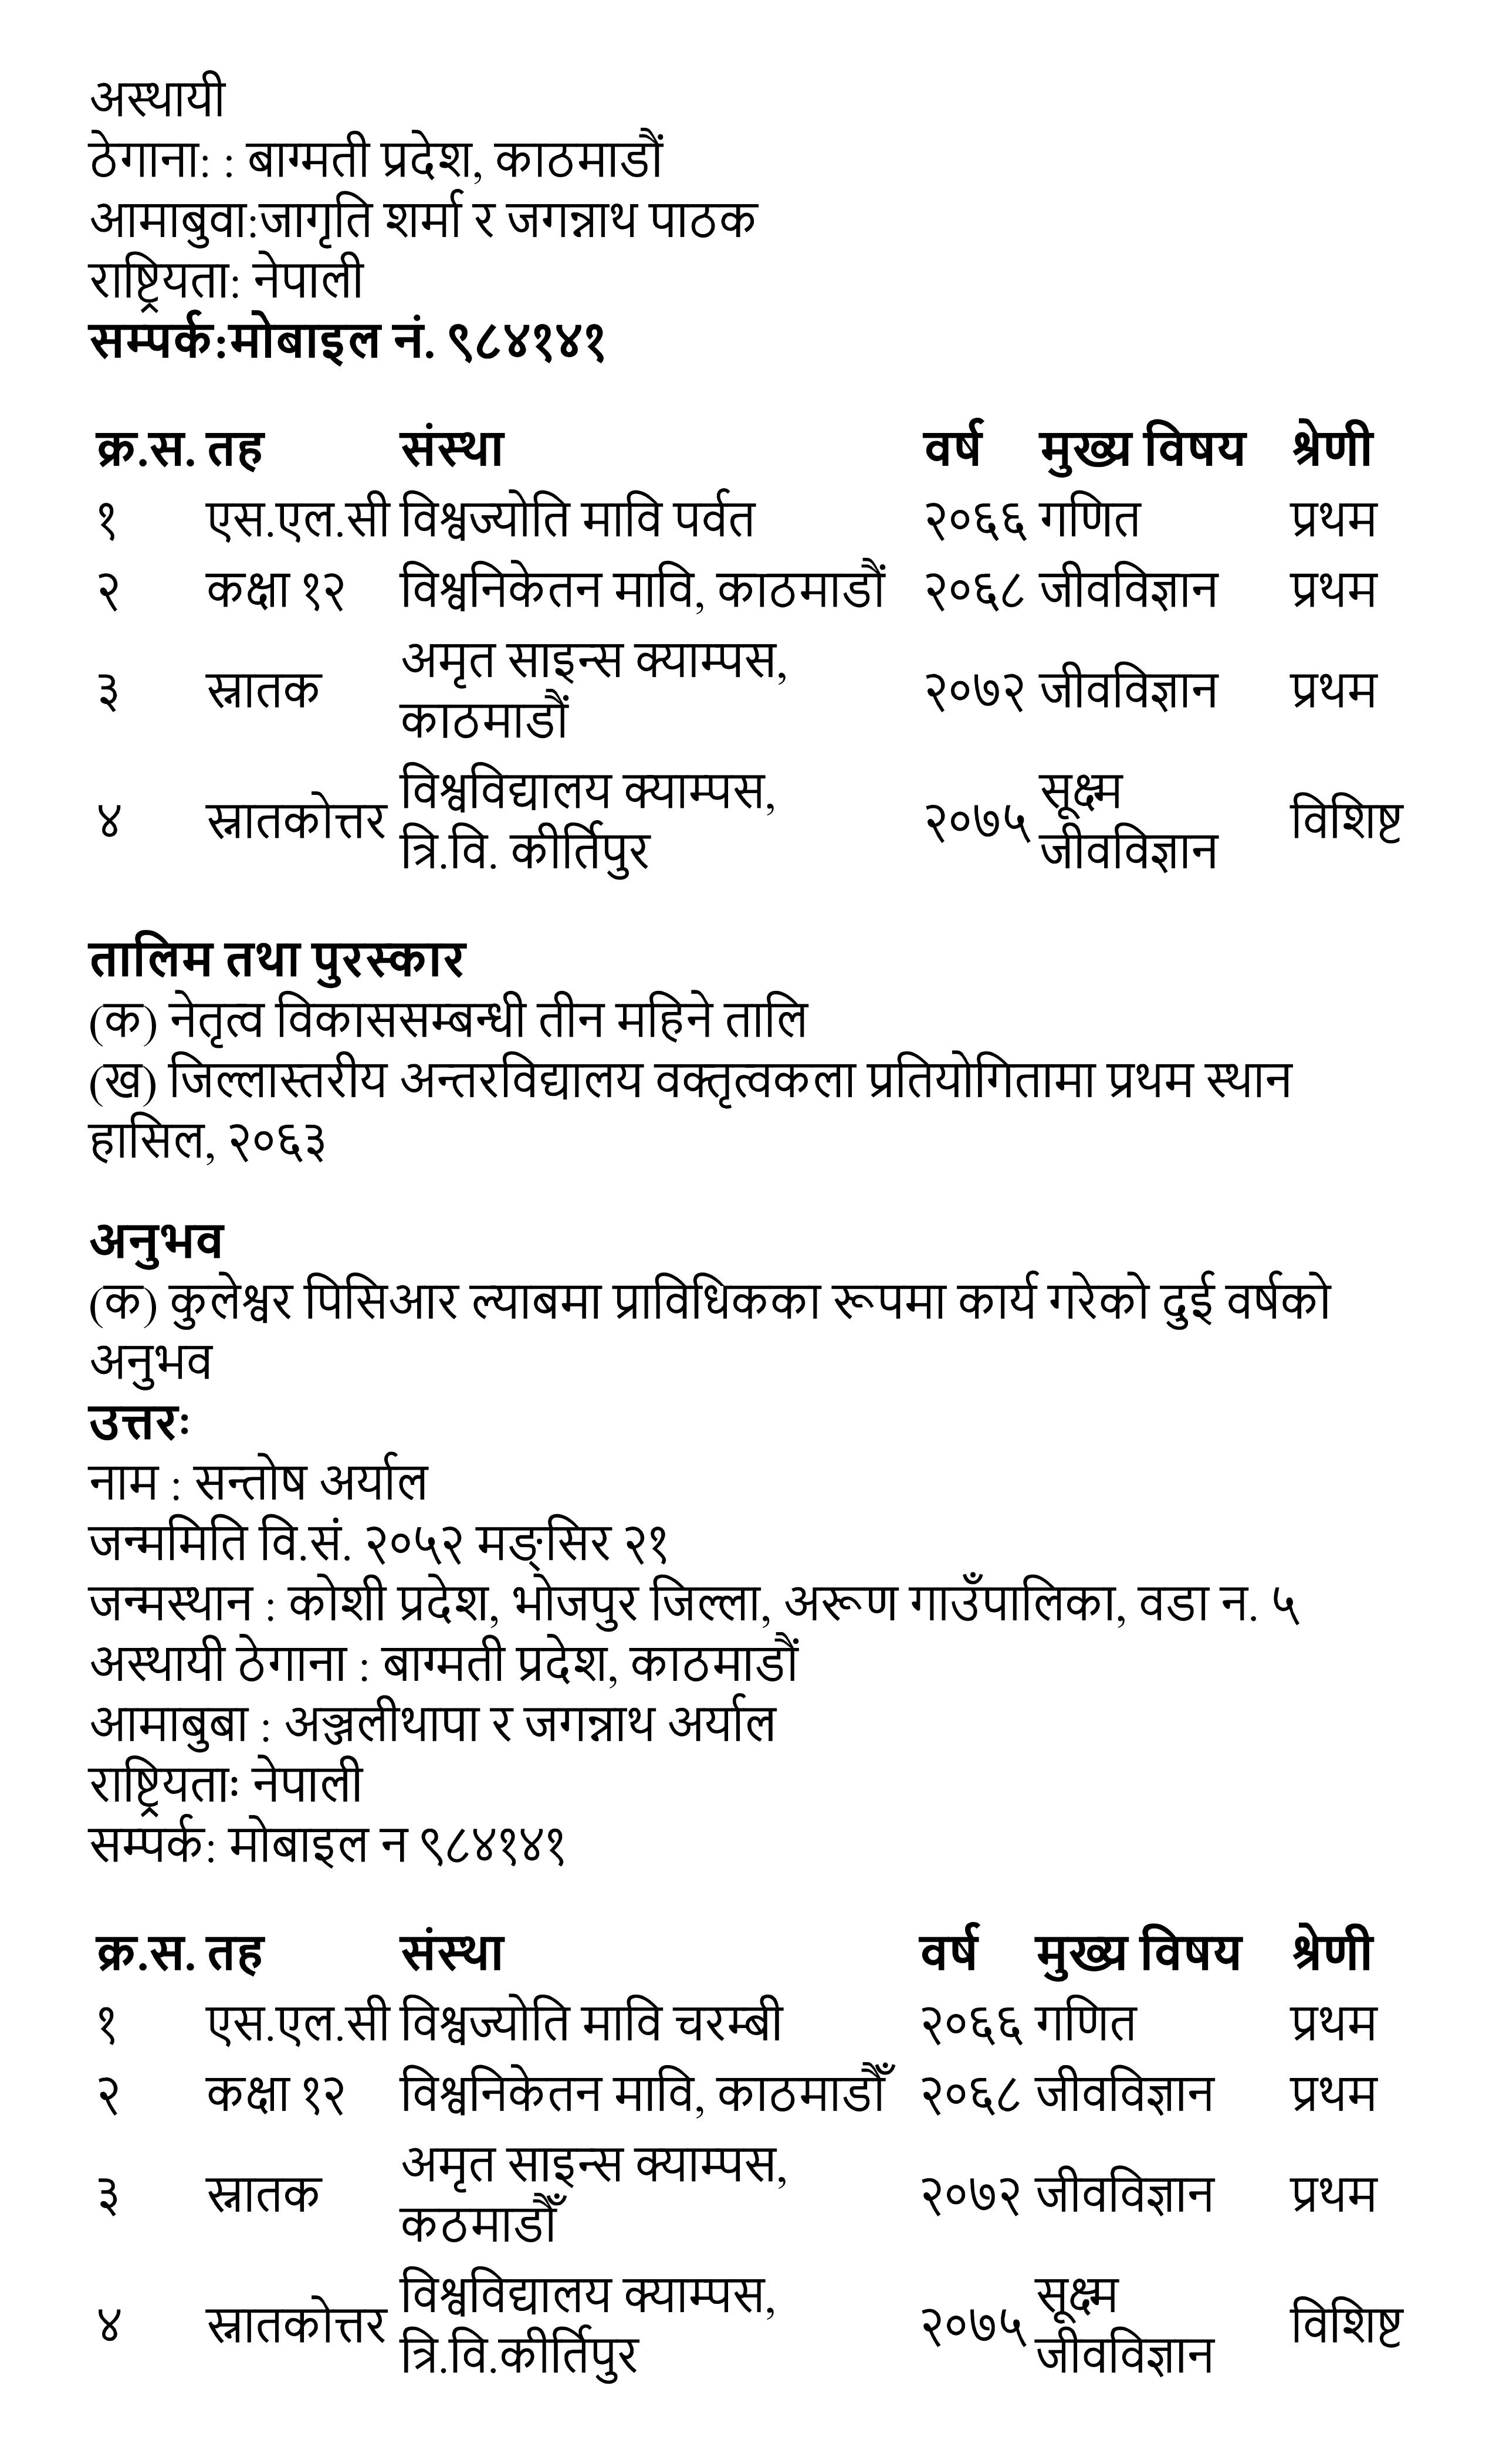 अस्थायी
ठेगाना: : बाग्मती प्रदेश, काठमाडौं
आमाबुवा:जागृति शर्मा र जगन्नाथ पाठक
राष्ट्रियता: नेपाली
सम्पर्क:मोबाइल नं. ९८४१४१
क्र.स. तह संस्था वर्ष मुख्य विषय श्रेणी
१ एस.एल.सी विश्वज्योति मावि पर्वत २०६६ गणित प्रथम
२ कक्षा १२ विश्वनिकेतन मावि, काठमाडौं २०६८ जीवविज्ञान प्रथम
३ स्नातक अमृत साइन्स क्याम्पस, काठमाडौं २०७२ जीवविज्ञान प्रथम
४ स्नातकोत्तर विश्वविद्यालय क्याम्पस, त्रि.वि. कीर्तिपुर २०७५ सूक्ष्म जीवविज्ञान विशिष्ट
तालिम तथा पुरस्कार
(क) नेतृत्व विकाससम्बन्धी तीन महिने तालि
(ख) जिल्लास्तरीय अन्तरविद्यालय वक्तृत्वकला प्रतियोगितामा प्रथम स्थान
हासिल, २०६३
अनुभव
(क) कुलेश्वर पिसिआर ल्याबमा प्राविधिकका रूपमा कार्य गरेको दुई वर्षको
अनुभव
उत्तरः
नाम : सन्तोष अर्याल
जन्ममिति वि.सं. २०५२ मङ्सिर २१
जन्मस्थान : कोशी प्रदेश, भोजपुर जिल्ला, अरूण गाउँपालिका, वडा न. ५
अस्थायी ठेगाना : बाग्मती प्रदेश, काठमाडौं
आमाबुबा : अञ्जलीथापा र जगन्नाथ अर्याल
राष्ट्रियताः नेपाली
सम्पर्क: मोबाइल न ९८४१४१
क्र.स. तह संस्था वर्ष मुख्य विषय श्रेणी
१ एस.एल.सी विश्वज्योति मावि चरम्बी २०६६ गणित प्रथम
२ कक्षा १२ विश्वनिकेतन मावि, काठमाडौँ २०६८ जीवविज्ञान प्रथम
३ स्नातक अमृत साइन्स क्याम्पस, कठमाडौँ २०७२ जीवविज्ञान प्रथम
४ स्नातकोत्तर विश्वविद्यालय क्याम्पस, त्रि.वि.कीर्तिपुर २०७५ सूक्ष्म जीवविज्ञान विशिष्ट